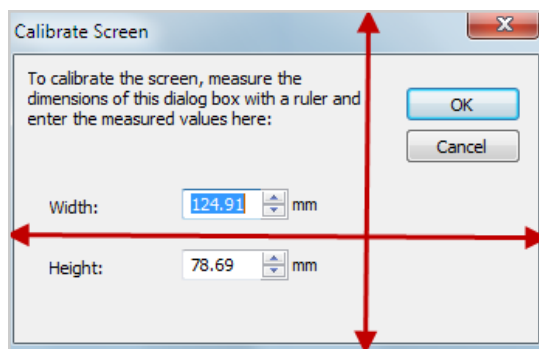 Calibrate Screen
To calibrate the screen, measure the
dimensions of this dialog box with a ruler and
enter the measured values here:
OK
Cancel
Width: 124.91 mm
Height: 78.69 mm